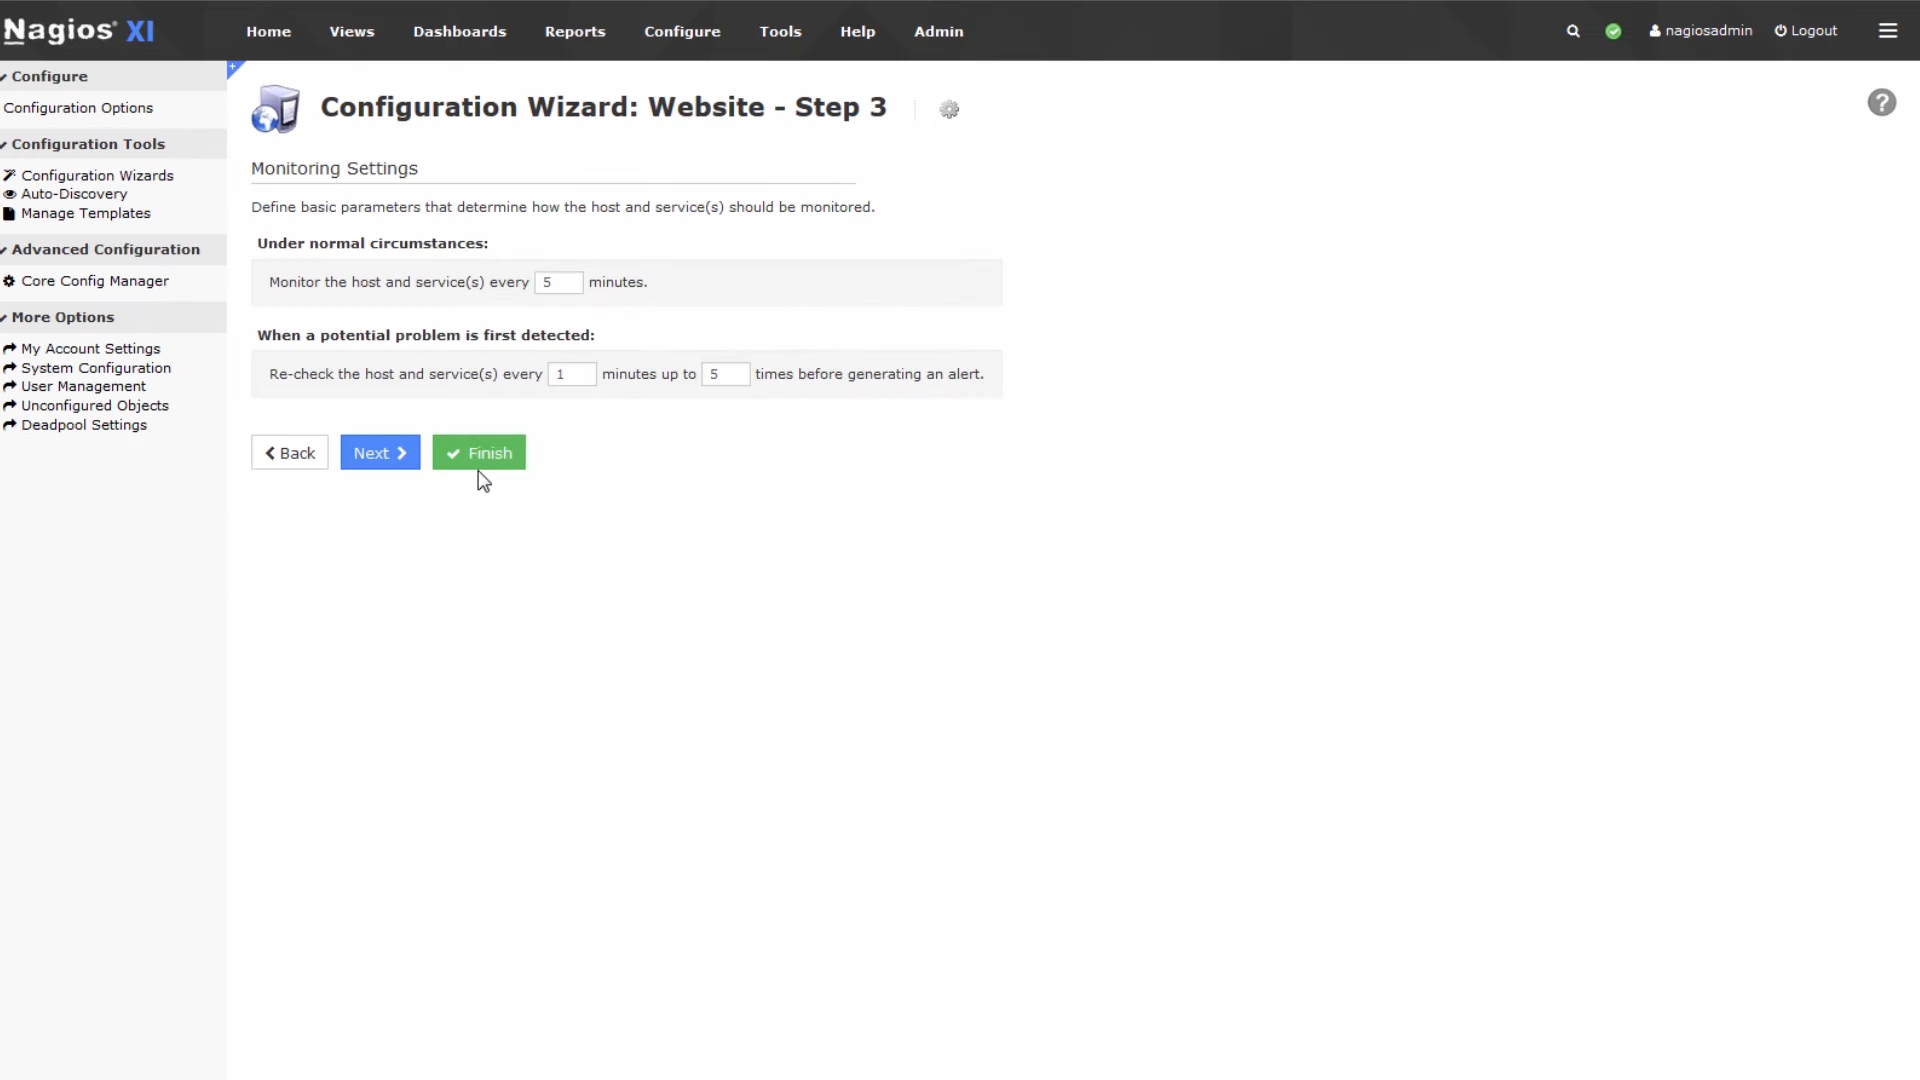 Nagios® XI
Home Views Dashboards Reports Configure Tools Help Admin
nagiosadmin Logout
Configure
Configuration Options
Configuration Tools
Configuration Wizards
Auto-Discovery
Manage Templates
Advanced Configuration
Core Config Manager
More Options
My Account Settings
System Configuration
User Management
Unconfigured Objects
Deadpool Settings
+
Configuration Wizard: Website - Step 3
?
Monitoring Settings
Define basic parameters that determine how the host and service(s) should be monitored.
Under normal circumstances:
Monitor the host and service(s) every 5 minutes.
When a potential problem is first detected:
Re-check the host and service(s) every 1 minutes up to 5 times before generating an alert.
Back Next Finish